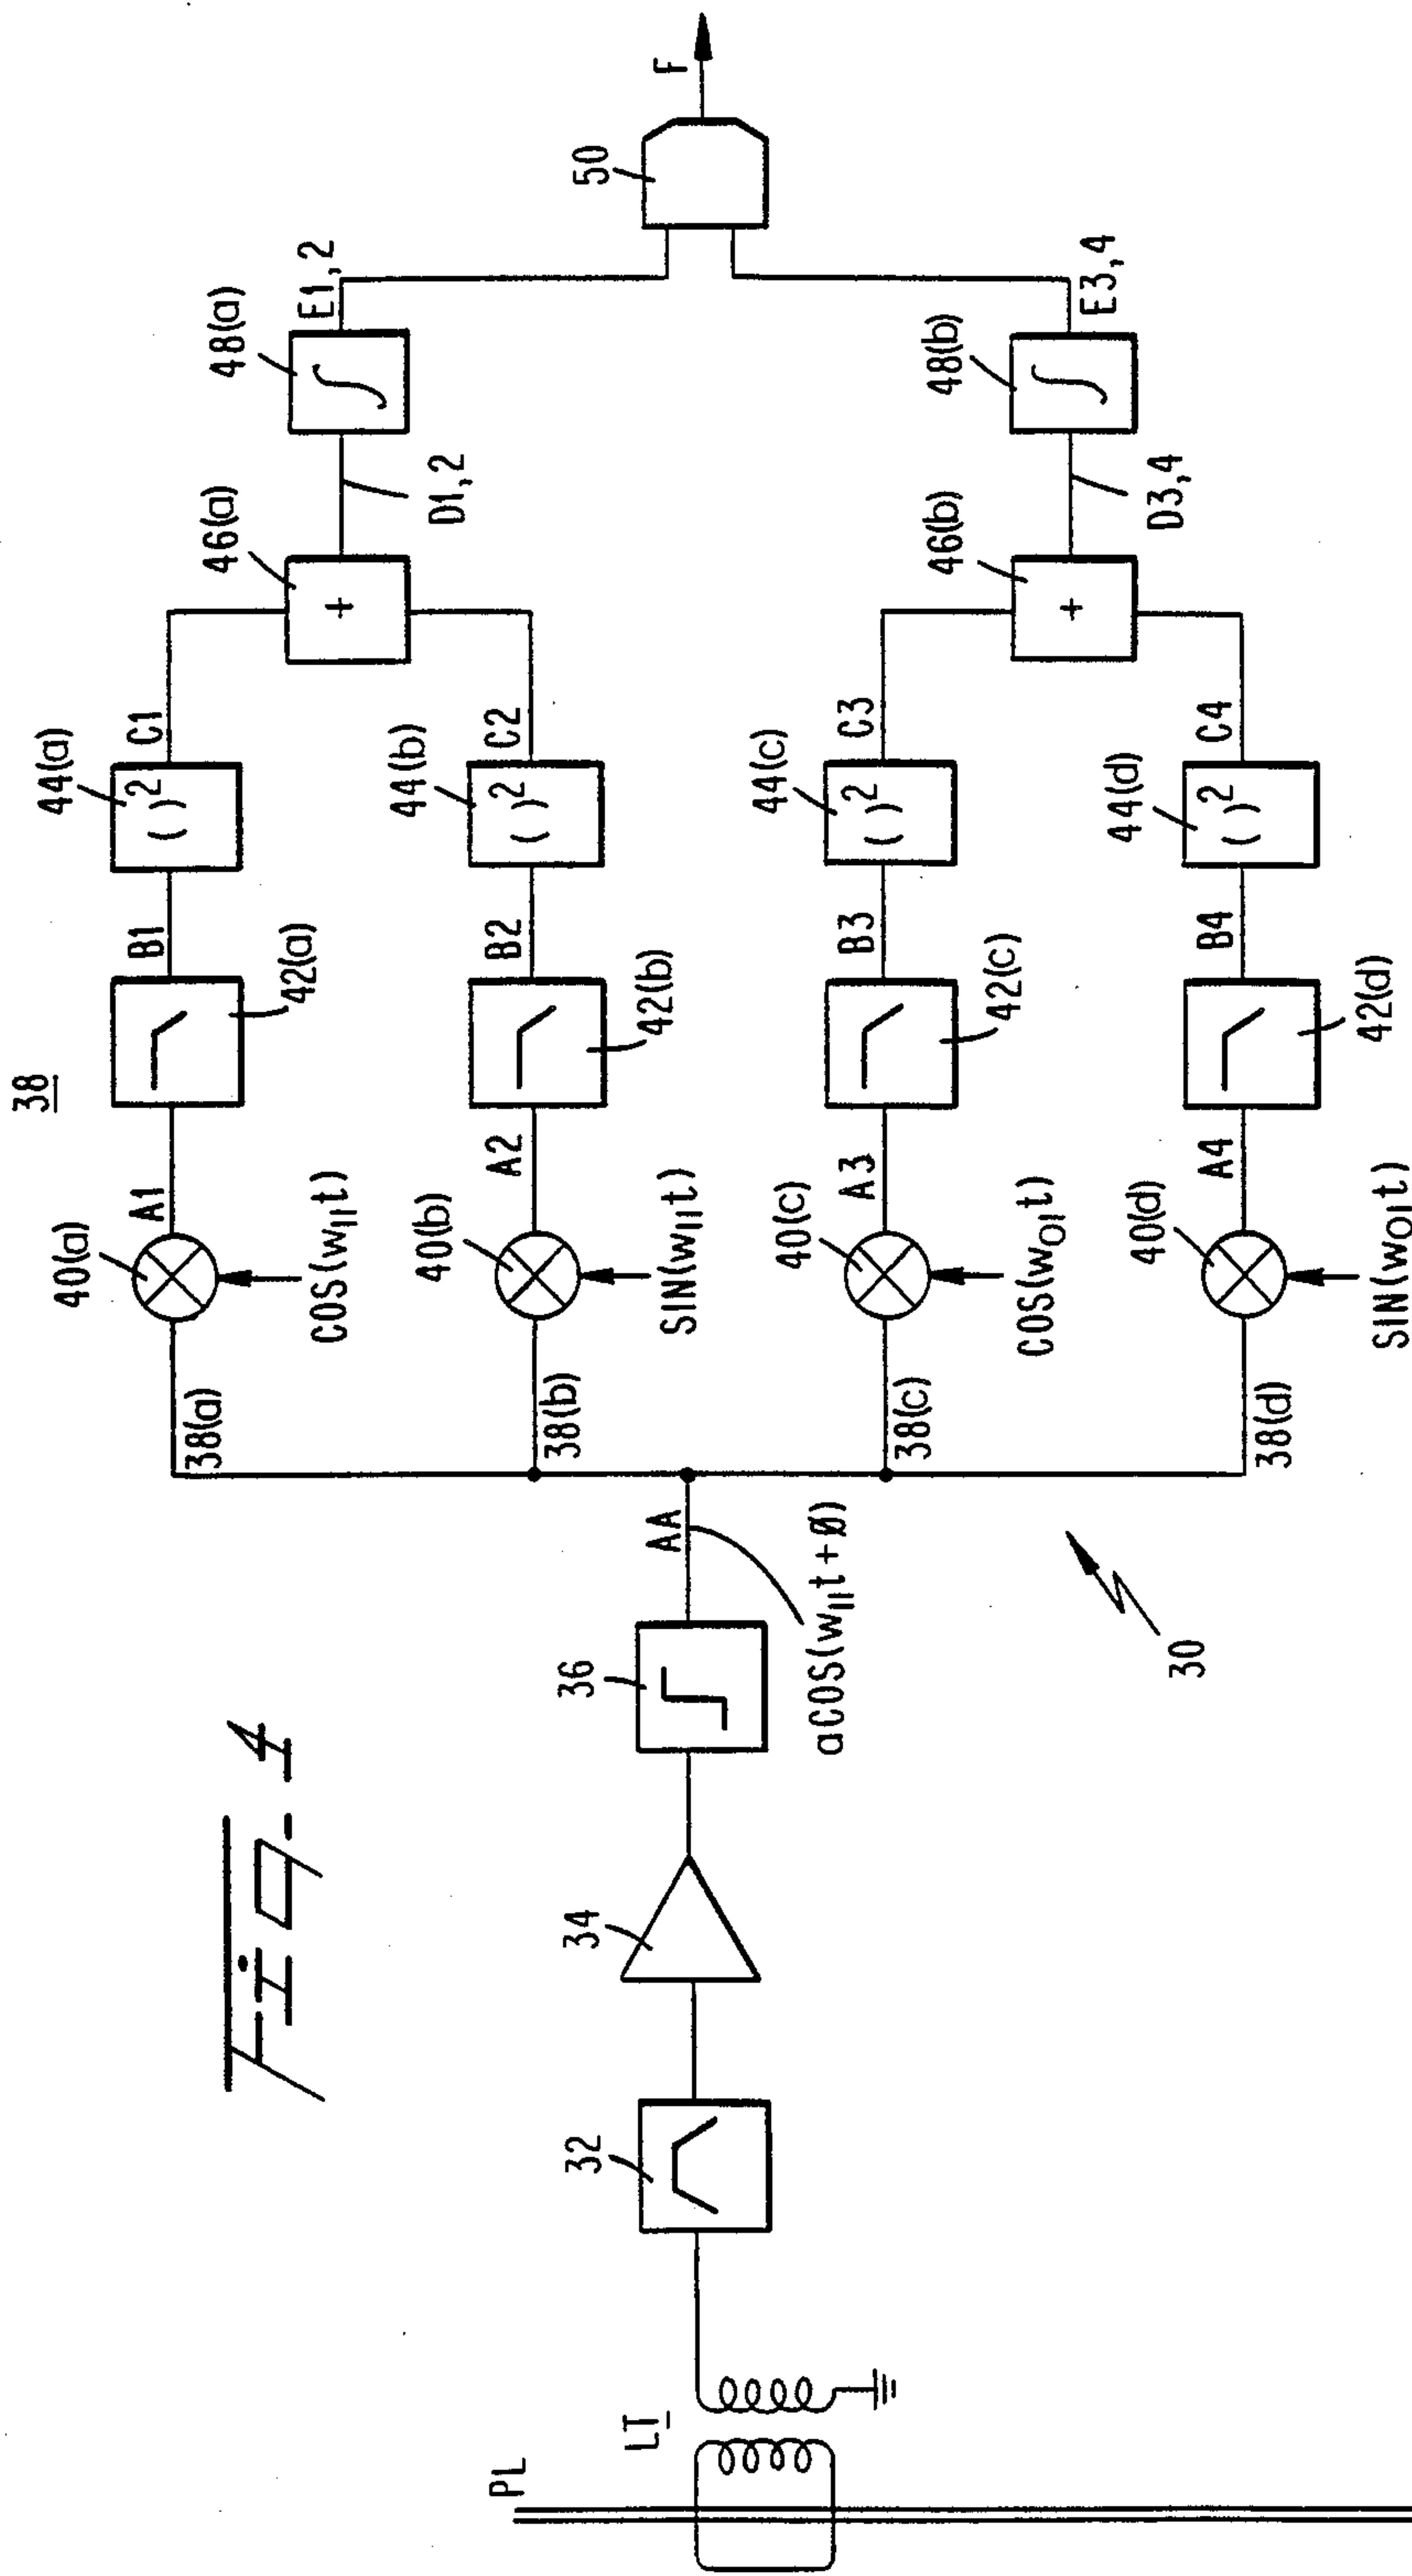 Fig. 4
38
40(a)
A1
B1
44(a)
( )²
C1
46(a)
+
D1,2
48(a)
∫
E1,2
42(a)
COS(w₁₁t)
38(a)
40(b)
A2
B2
44(b)
( )²
C2
42(b)
SIN(w₁₁t)
38(b)
50
F
PL
LT
32
34
36
AA
aCOS(w₁₁t+Ø)
40(c)
A3
B3
44(c)
( )²
C3
46(b)
+
D3,4
48(b)
∫
E3,4
42(c)
COS(w₀₁t)
38(c)
40(d)
A4
B4
44(d)
( )²
C4
42(d)
SIN(w₀₁t)
38(d)
30